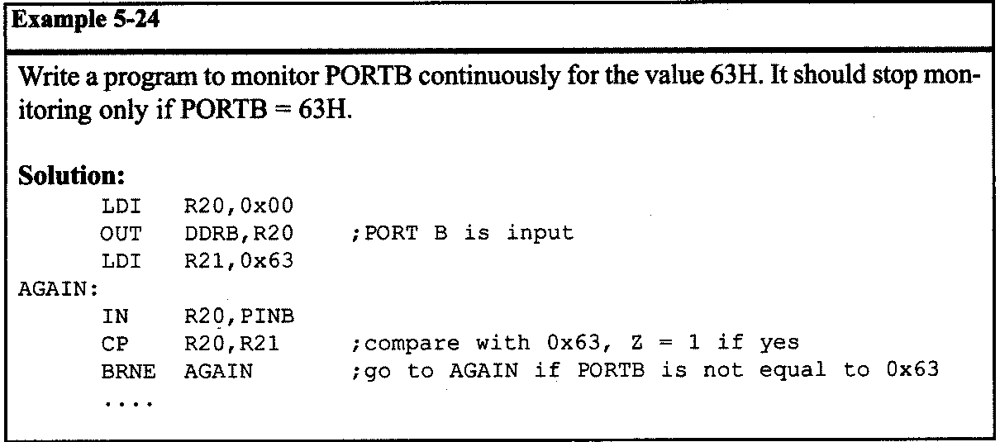 Example 5-24
Write a program to monitor PORTB continuously for the value 63H. It should stop mon-
itoring only if PORTB = 63H.
Solution:
LDI R20,0x00
OUT DDRB,R20 ;PORT B is input
LDI R21,0x63
AGAIN:
IN R20,PINB
CP R20,R21 ;compare with 0x63, Z = 1 if yes
BRNE AGAIN ;go to AGAIN if PORTB is not equal to 0x63
....